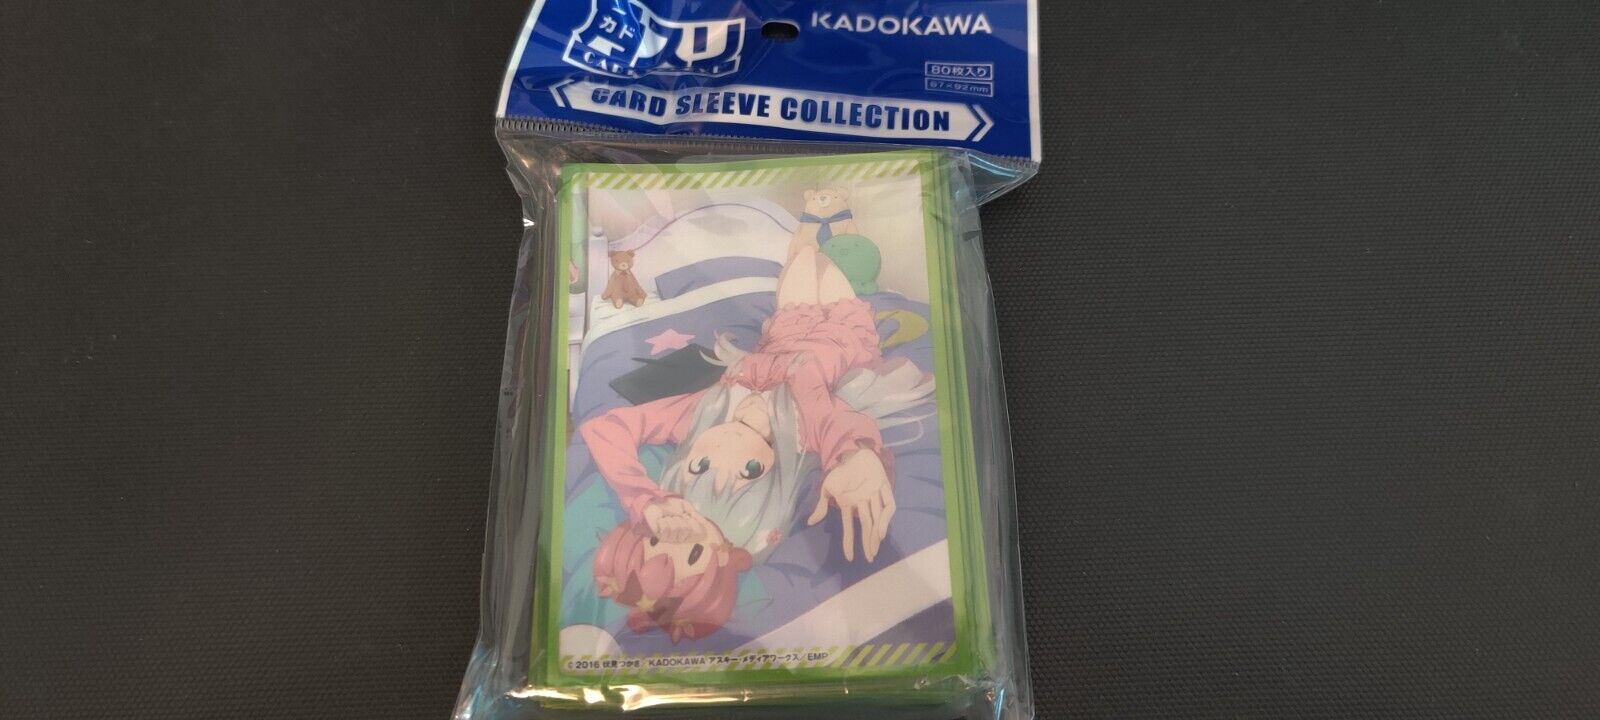 カド
KADOKAWA
80枚入り
67×92mm
CARD SLEEVE COLLECTION
©2016 伏見つかさ/KADOKAWA アスキー・メディアワークス/EMP